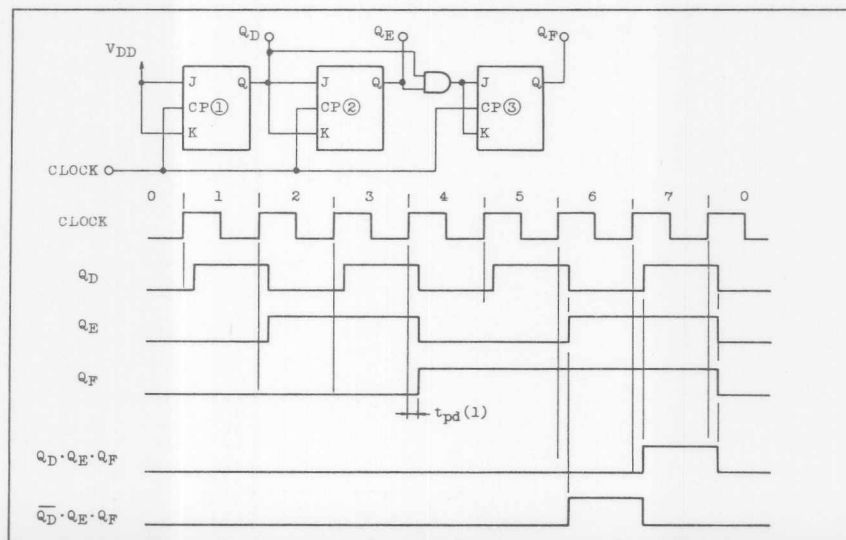 Q_D Q_E Q_F
V_DD
J Q J Q J Q
CP① CP② CP③
K K K
CLOCK
0 1 2 3 4 5 6 7 0
CLOCK
Q_D
Q_E
Q_F
t_pd(1)
Q_D·Q_E·Q_F
Q̅_D̅·Q_E·Q_F